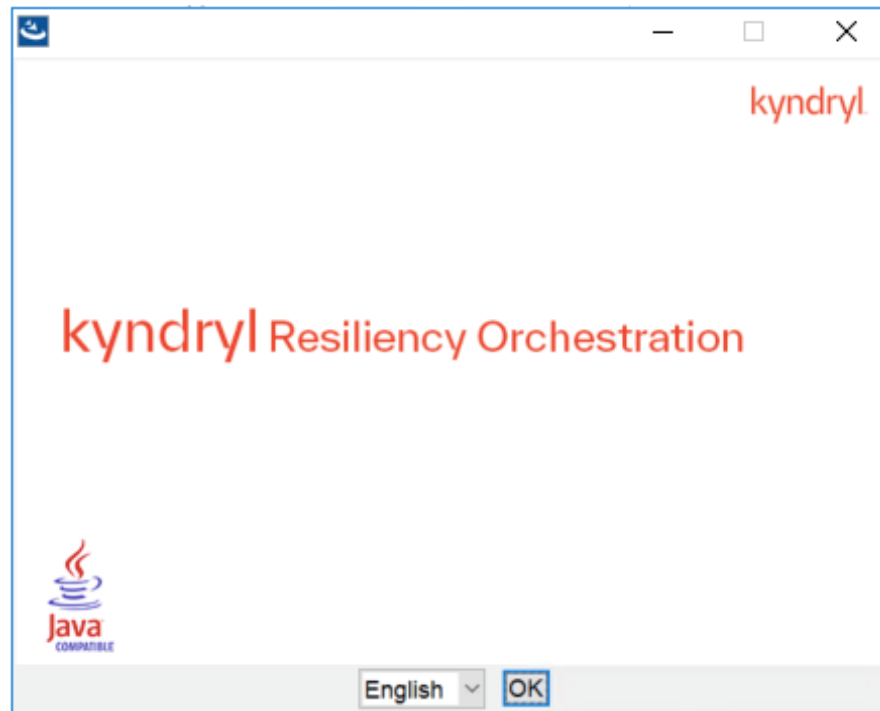 kyndryl
kyndryl Resiliency Orchestration
Java
COMPATIBLE
English
OK